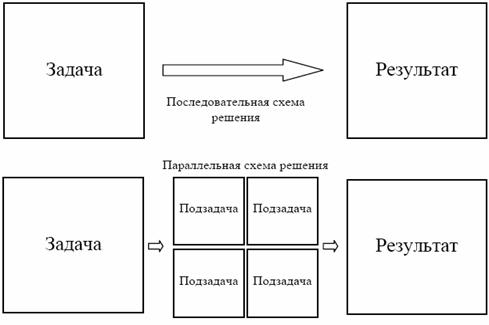 Задача
Результат
Последовательная схема
решения
Параллельная схема решения
Задача
Подзадача
Подзадача
Подзадача
Подзадача
Результат